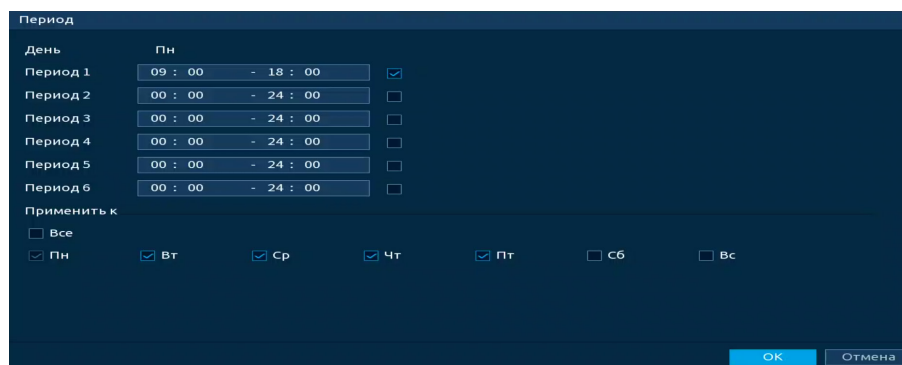 Период
День Пн
Период 1 09 : 00 - 18 : 00
Период 2 00 : 00 - 24 : 00
Период 3 00 : 00 - 24 : 00
Период 4 00 : 00 - 24 : 00
Период 5 00 : 00 - 24 : 00
Период 6 00 : 00 - 24 : 00
Применить к
Все
Пн Вт Ср Чт Пт Сб Вс
OK Отмена